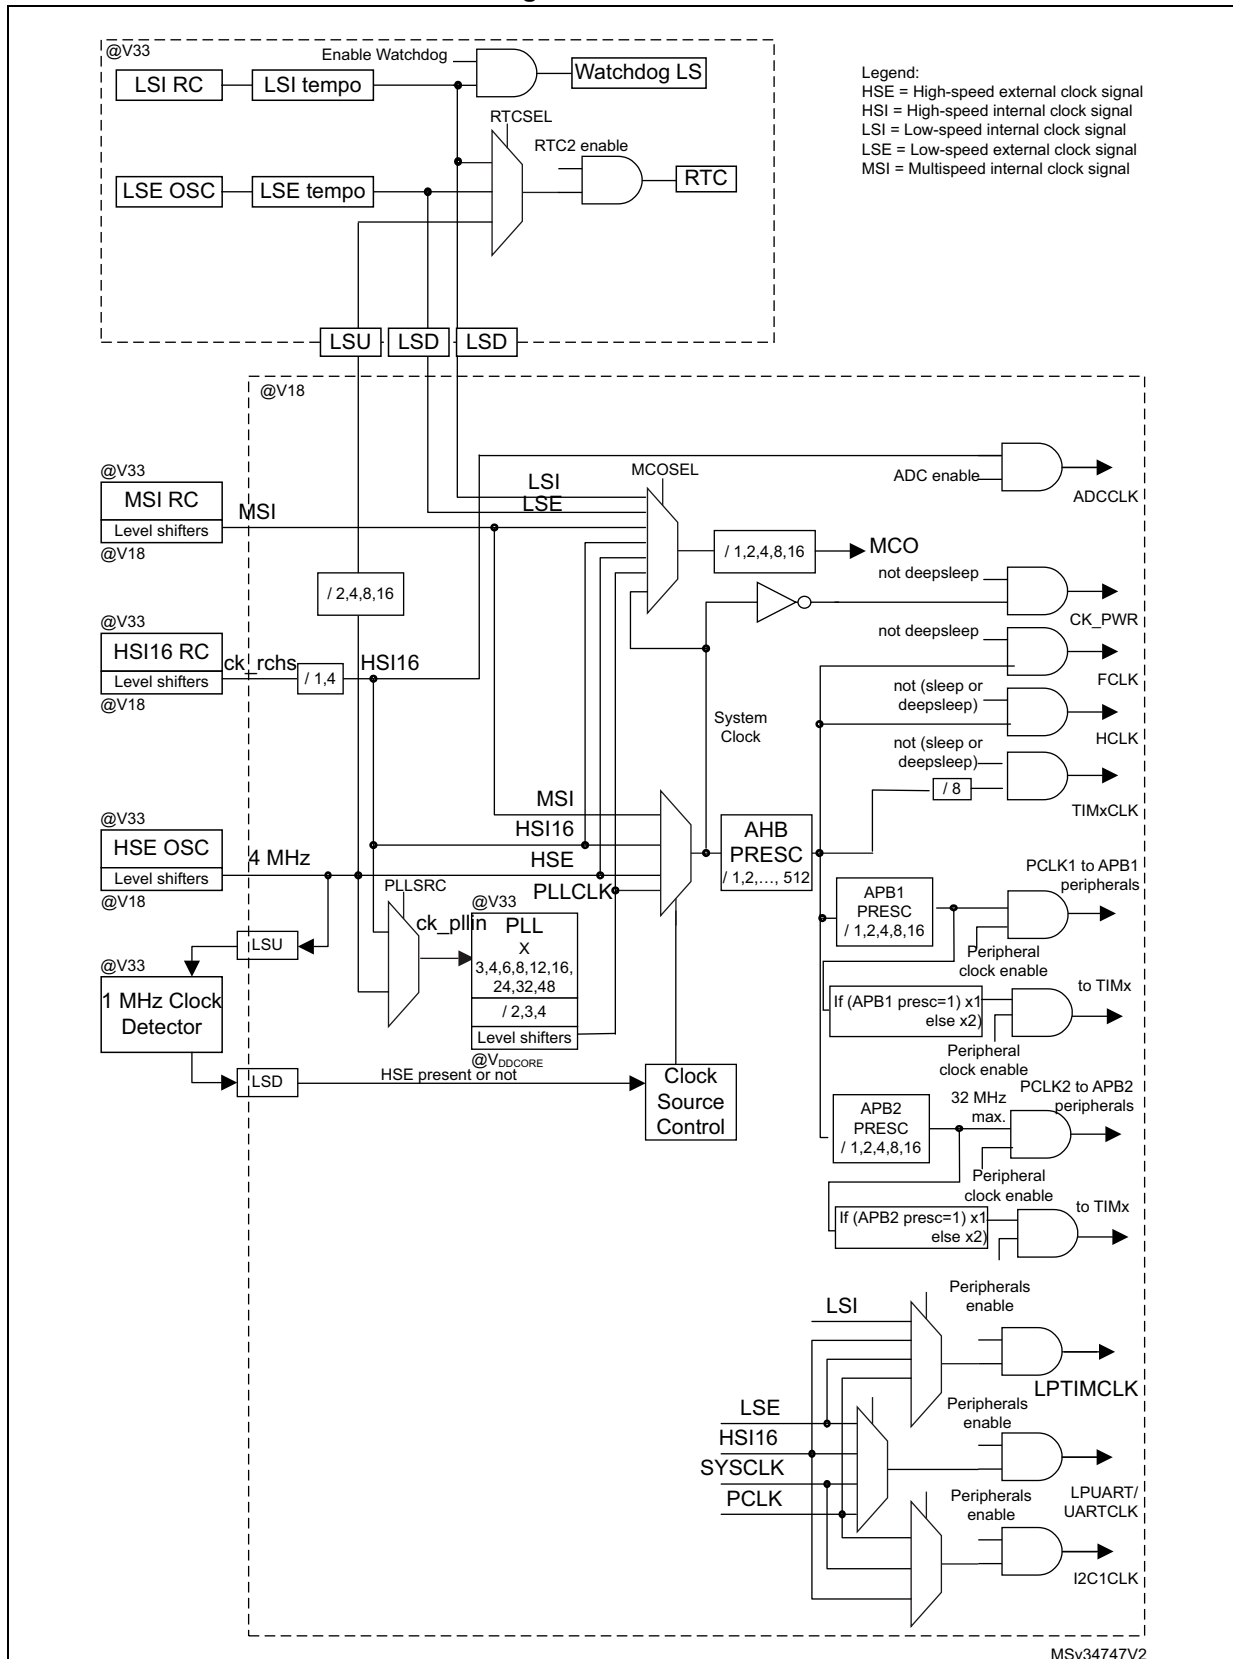 @V33
Enable Watchdog
LSI RC
LSI tempo
Watchdog LS
Legend:
HSE = High-speed external clock signal
HSI = High-speed internal clock signal
LSI = Low-speed internal clock signal
LSE = Low-speed external clock signal
MSI = Multispeed internal clock signal
RTCSEL
RTC2 enable
LSE OSC
LSE tempo
RTC
LSU
LSD
LSD
@V18
@V33
MSI RC
Level shifters
@V18
MSI
LSI
LSE
MCOSEL
ADC enable
ADCCLK
/ 1,2,4,8,16
MCO
/ 2,4,8,16
not deepsleep
CK_PWR
@V33
HSI16 RC
Level shifters
@V18
ck_rchs
/ 1,4
HSI16
not deepsleep
FCLK
not (sleep or
deepsleep)
HCLK
System
Clock
not (sleep or
deepsleep)
/ 8
TIMxCLK
MSI
HSI16
HSE
PLLCLK
@V33
HSE OSC
Level shifters
@V18
4 MHz
AHB
PRESC
/ 1,2,..., 512
PLLSRC
ck_pllin
@V33
PLL
X
3,4,6,8,12,16,
24,32,48
/ 2,3,4
Level shifters
@VDDCORE
APB1
PRESC
/ 1,2,4,8,16
PCLK1 to APB1
peripherals
Peripheral
clock enable
LSU
@V33
1 MHz Clock
Detector
LSD
HSE present or not
Clock
Source
Control
If (APB1 presc=1) x1
else x2)
to TIMx
Peripheral
clock enable
APB2
PRESC
/ 1,2,4,8,16
32 MHz
max.
PCLK2 to APB2
peripherals
Peripheral
clock enable
If (APB2 presc=1) x1
else x2)
to TIMx
LSI
Peripherals
enable
LPTIMCLK
LSE
HSI16
SYSCLK
PCLK
Peripherals
enable
LPUART/
UARTCLK
Peripherals
enable
I2C1CLK
MSv34747V2